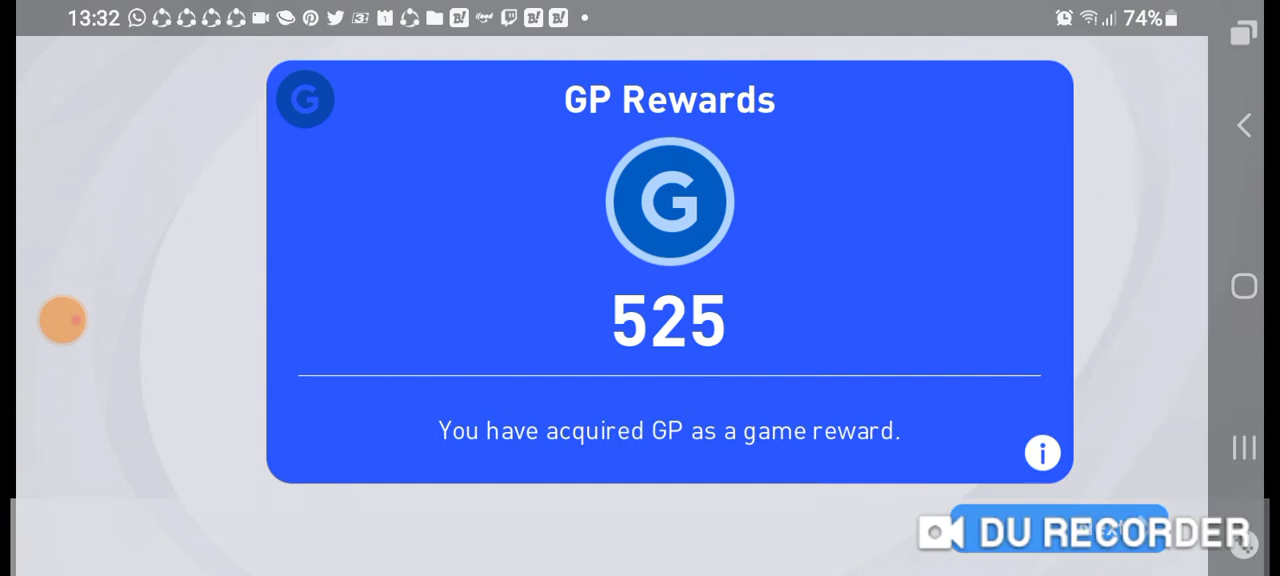 13:32
74%
G
GP Rewards
G
525
You have acquired GP as a game reward.
i
DU RECORDER